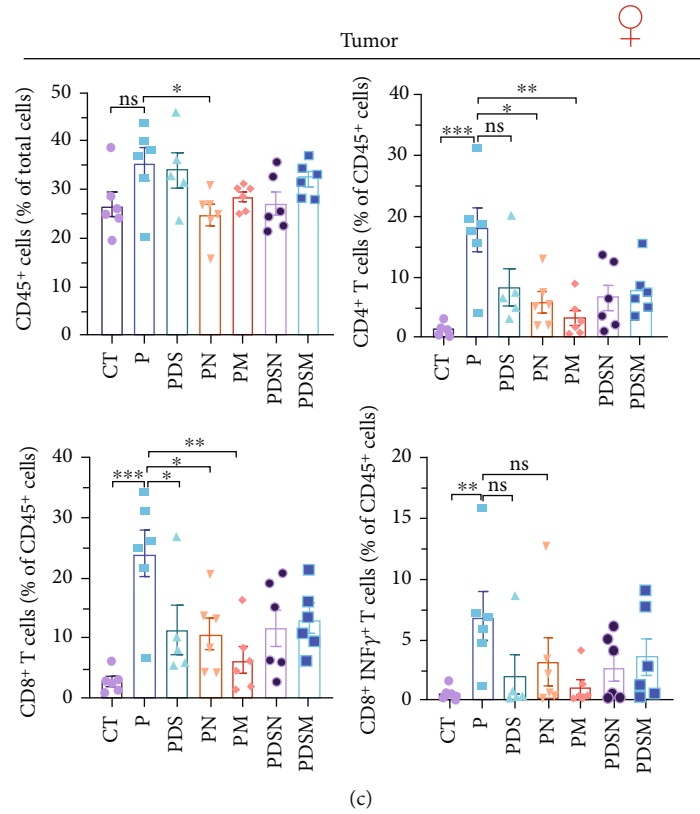 Tumor
CD45⁺ cells (% of total cells)
50
40
30
20
10
0
ns
*
CT
P
PDS
PN
PM
PDSN
PDSM
CD4⁺ T cells (% of CD45⁺ cells)
40
30
20
10
0
***
ns
*
**
CT
P
PDS
PN
PM
PDSN
PDSM
CD8⁺ T cells (% of CD45⁺ cells)
40
30
20
10
0
***
*
*
**
CT
P
PDS
PN
PM
PDSN
PDSM
CD8⁺ INFγ⁺ T cells (% of CD45⁺ cells)
20
15
10
5
0
**
ns
ns
CT
P
PDS
PN
PM
PDSN
PDSM
(c)